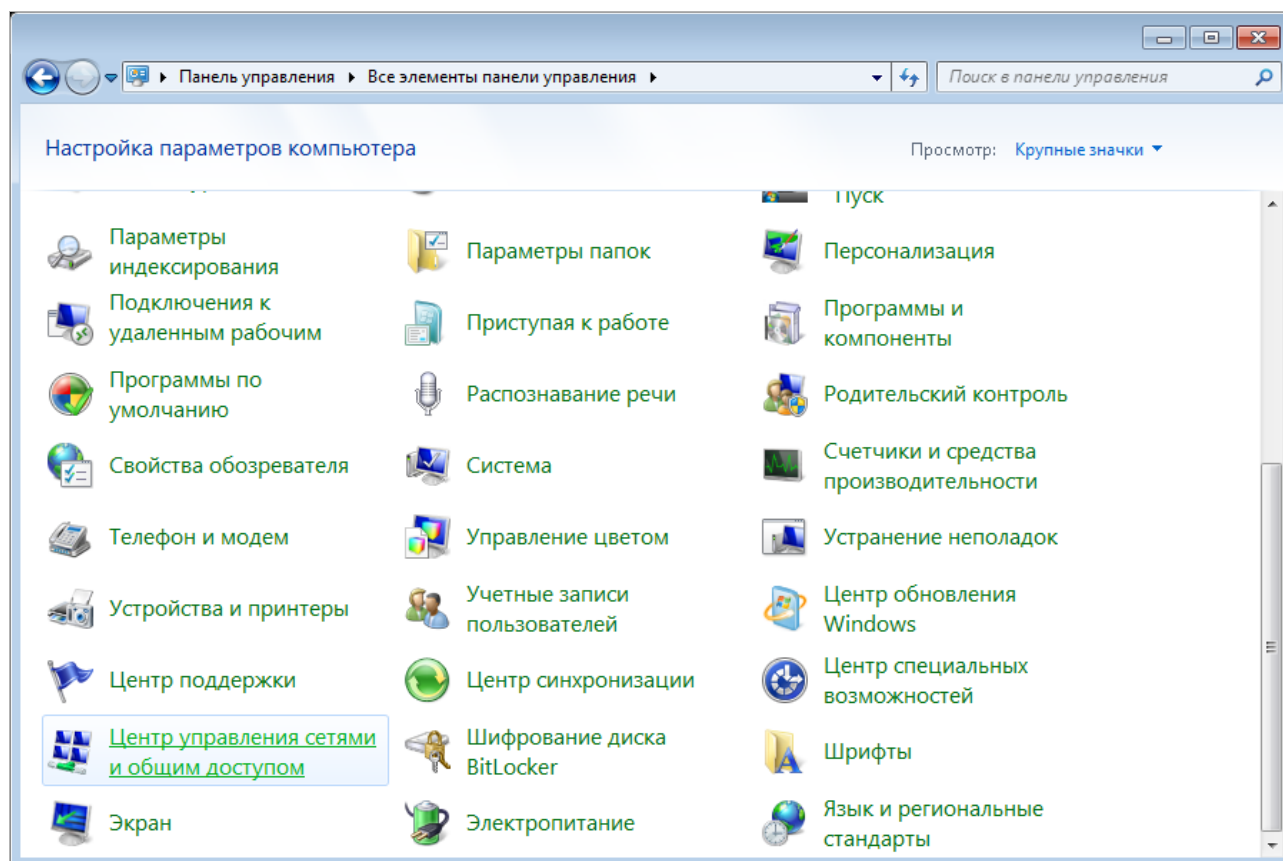 Панель управления ▸ Все элементы панели управления ▸
Поиск в панели управления
Настройка параметров компьютера
Просмотр: Крупные значки
Пуск
Параметры
индексирования
Параметры папок
Персонализация
Подключения к
удаленным рабочим
Приступая к работе
Программы и
компоненты
Программы по
умолчанию
Распознавание речи
Родительский контроль
Свойства обозревателя
Система
Счетчики и средства
производительности
Телефон и модем
Управление цветом
Устранение неполадок
Устройства и принтеры
Учетные записи
пользователей
Центр обновления
Windows
Центр поддержки
Центр синхронизации
Центр специальных
возможностей
Центр управления сетями
и общим доступом
Шифрование диска
BitLocker
Шрифты
Экран
Электропитание
Язык и региональные
стандарты